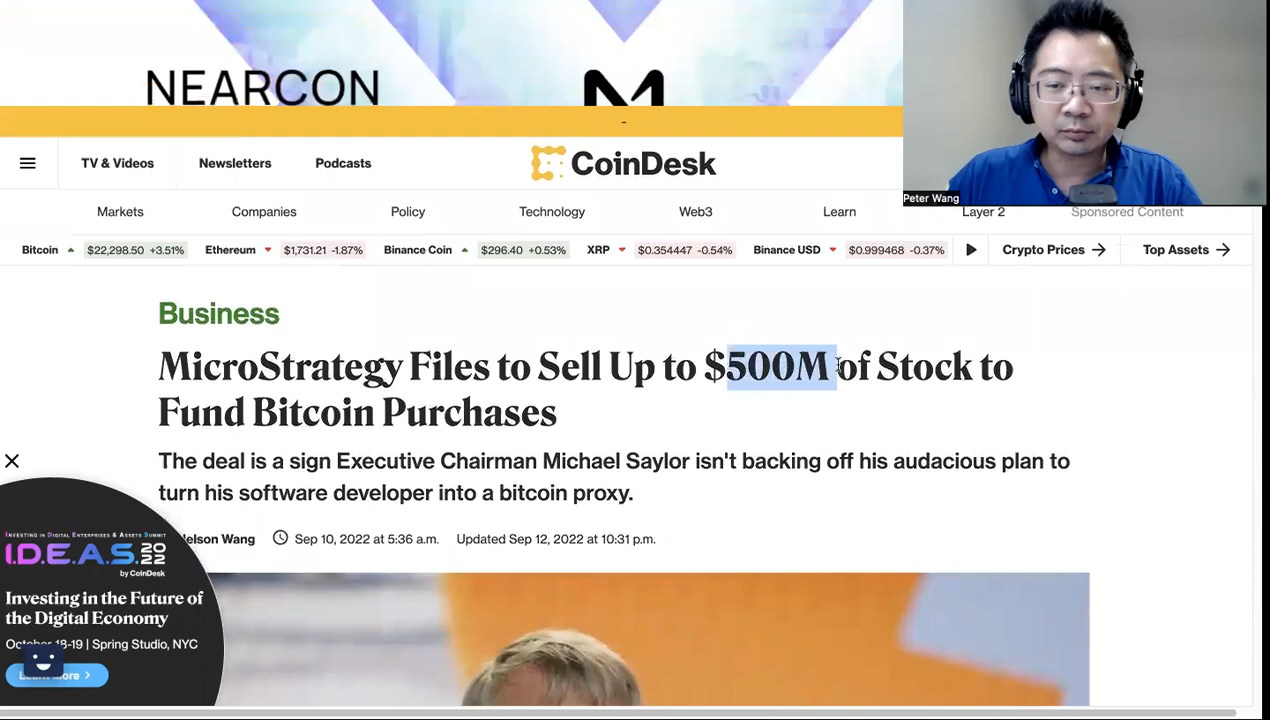 NEARCON
-
TV & Videos Newsletters Podcasts CoinDesk
Peter Wang
Markets Companies Policy Technology Web3 Learn Layer 2 Sponsored Content
Bitcoin $22,298.50 +3.51% Ethereum $1,731.21 -1.87% Binance Coin $296.40 +0.53% XRP $0.354447 -0.54% Binance USD $0.999468 -0.37% Crypto Prices → Top Assets →
Business
MicroStrategy Files to Sell Up to $500M of Stock to
Fund Bitcoin Purchases
The deal is a sign Executive Chairman Michael Saylor isn't backing off his audacious plan to
turn his software developer into a bitcoin proxy.
Nelson Wang Sep 10, 2022 at 5:36 a.m. Updated Sep 12, 2022 at 10:31 p.m.
Investing in Digital Enterprises & Assets Summit
I.D.E.A.S. 2022
by CoinDesk
Investing in the Future of
the Digital Economy
October 18-19 | Spring Studio, NYC
Learn More >